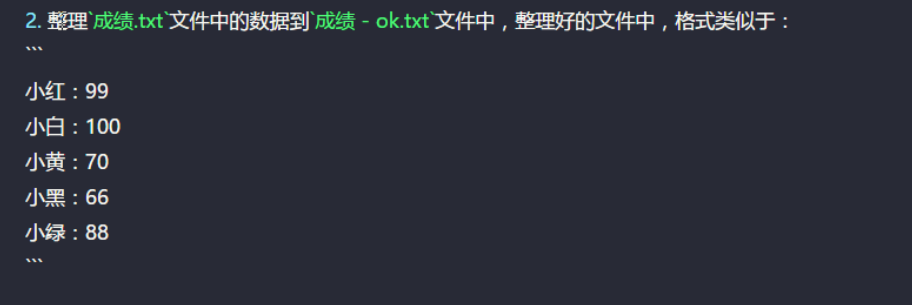 2. 整理`成绩.txt`文件中的数据到`成绩 - ok.txt`文件中，整理好的文件中，格式类似于：
```
小红：99
小白：100
小黄：70
小黑：66
小绿：88
```